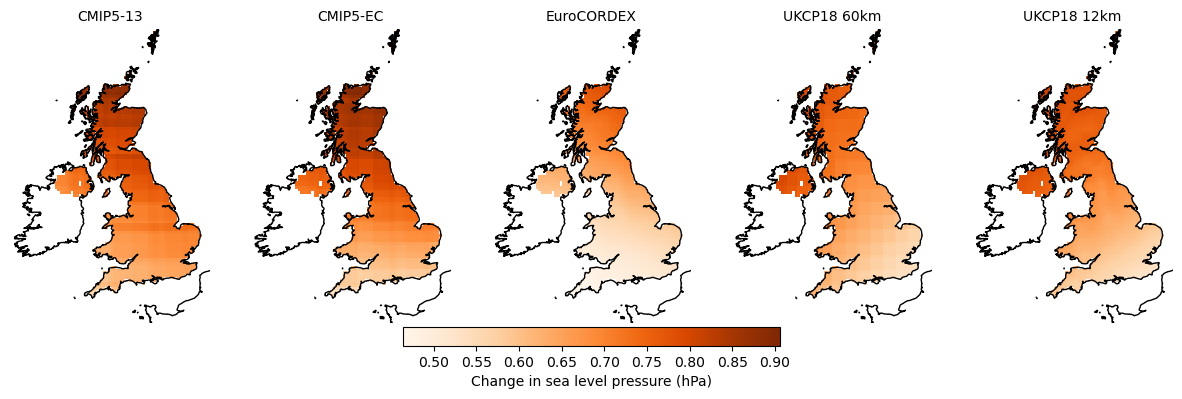 CMIP5-13
CMIP5-EC
EuroCORDEX
UKCP18 60km
UKCP18 12km
0.50 0.55 0.60 0.65 0.70 0.75 0.80 0.85 0.90
Change in sea level pressure (hPa)